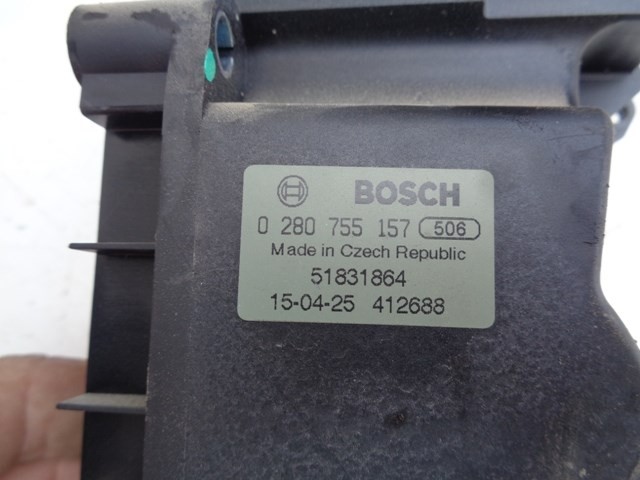 BOSCH
0 280 755 157 506
Made in Czech Republic
51831864
15-04-25 412688